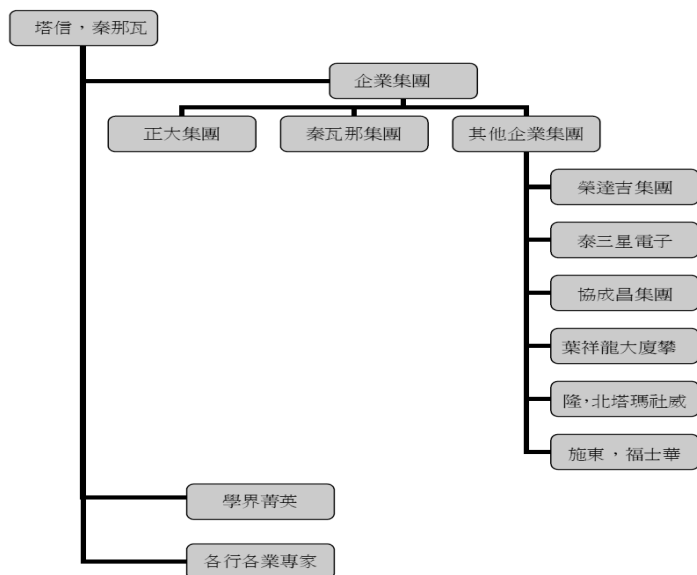 塔信，秦那瓦
企業集團
正大集團
秦瓦那集團
其他企業集團
榮達吉集團
泰三星電子
協成昌集團
葉祥龍大廈攀
隆，北塔瑪社威
施東，福士華
學界菁英
各行各業專家